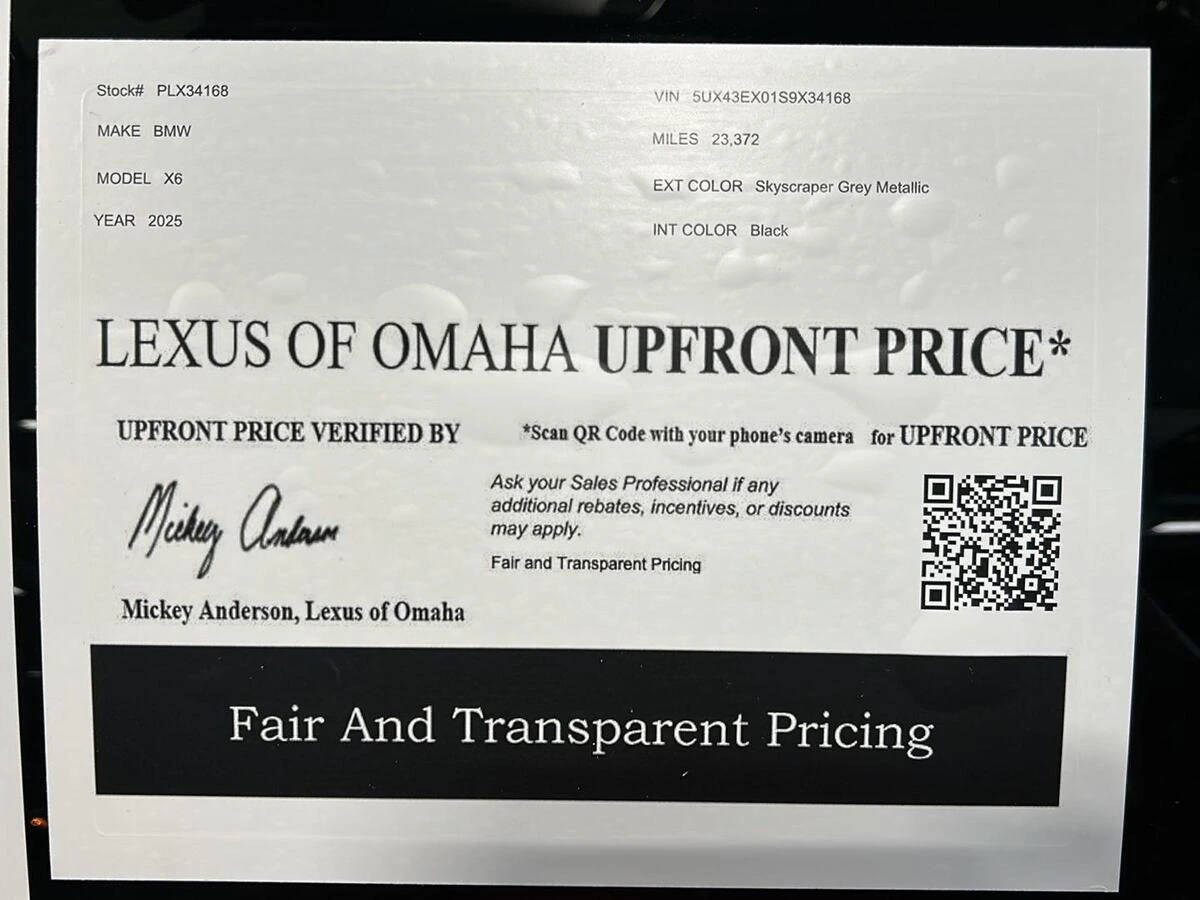 Stock# PLX34168
MAKE BMW
MODEL X6
YEAR 2025
VIN 5UX43EX01S9X34168
MILES 23,372
EXT COLOR Skyscraper Grey Metallic
INT COLOR Black
LEXUS OF OMAHA UPFRONT PRICE*
UPFRONT PRICE VERIFIED BY
Mickey Anderson
Mickey Anderson, Lexus of Omaha
*Scan QR Code with your phone's camera for UPFRONT PRICE
Ask your Sales Professional if any
additional rebates, incentives, or discounts
may apply.
Fair and Transparent Pricing
Fair And Transparent Pricing